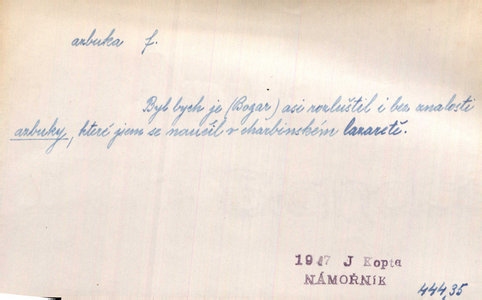 azbuka f.
Byl bych je (Bogar) asi rozluštil i bez znalosti
azbuky, které jsem se naučil v charbinském lazaretě.
1947 J Kopta
NÁMOŘNÍK
444,35